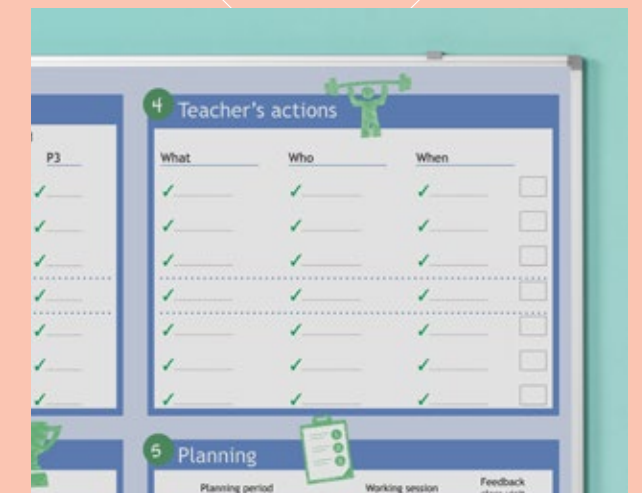 4 Teacher's actions
P3
What Who When
5 Planning
Planning period Working session Feedback